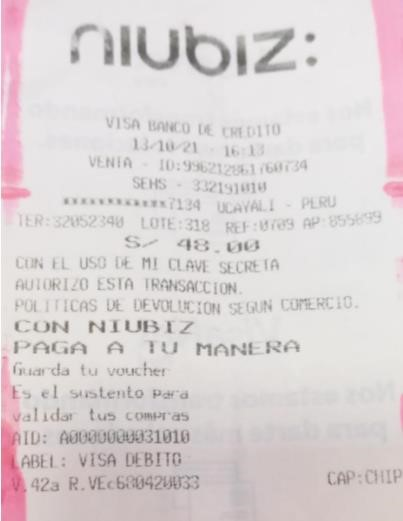 niubiz:
VISA BANCO DE CREDITO
13/10/21 - 16:13
VENTA - ID:996212861760734
SEHS - 332191010
************7134 UCAYALI - PERU
TER:32052340 LOTE:318 REF:0709 AP:855899
S/ 48.00
CON EL USO DE MI CLAVE SECRETA
AUTORIZO ESTA TRANSACCION.
POLITICAS DE DEVOLUCION SEGUN COMERCIO.
CON NIUBIZ
PAGA A TU MANERA
Guarda tu voucher
Es el sustento para
validar tus compras
AID: A0000000031010
LABEL: VISA DEBITO
V.42a R.VEc680420033 CAP:CHIP